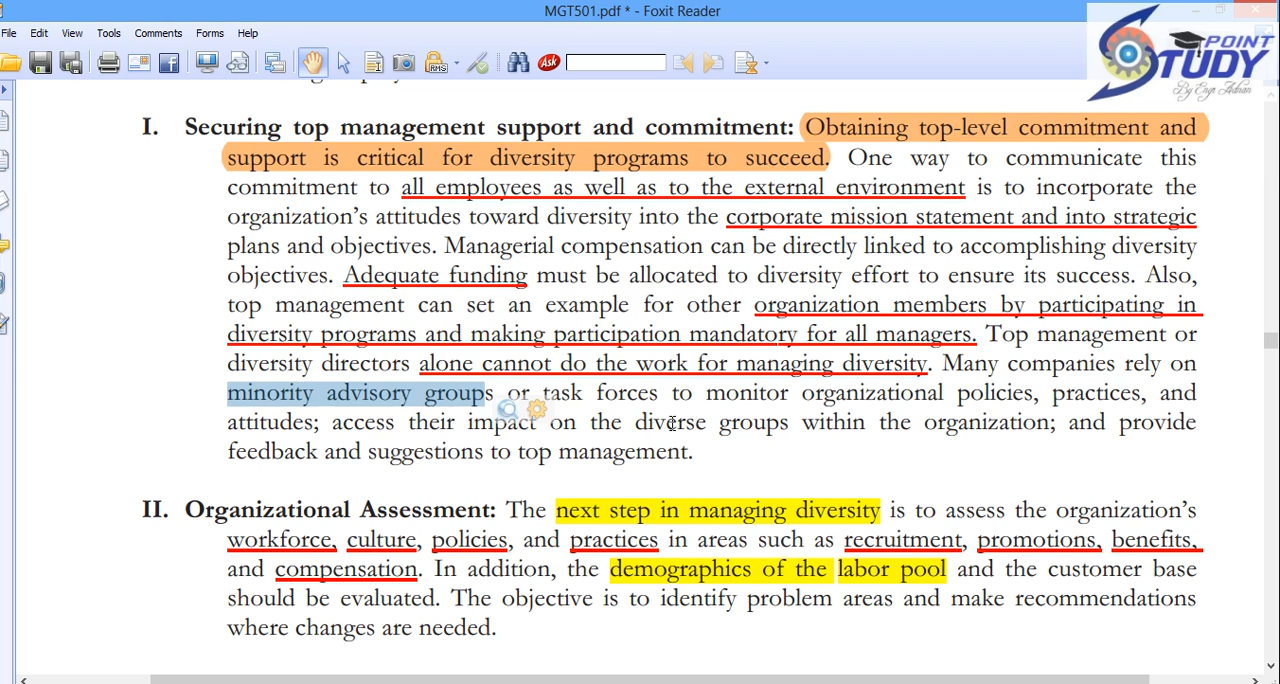 MGT501.pdf * - Foxit Reader
File Edit View Tools Comments Forms Help
RMS
Ask
POINT
STUDY
By Engr Adnan
I. Securing top management support and commitment: Obtaining top-level commitment and
support is critical for diversity programs to succeed. One way to communicate this
commitment to all employees as well as to the external environment is to incorporate the
organization's attitudes toward diversity into the corporate mission statement and into strategic
plans and objectives. Managerial compensation can be directly linked to accomplishing diversity
objectives. Adequate funding must be allocated to diversity effort to ensure its success. Also,
top management can set an example for other organization members by participating in
diversity programs and making participation mandatory for all managers. Top management or
diversity directors alone cannot do the work for managing diversity. Many companies rely on
minority advisory groups or task forces to monitor organizational policies, practices, and
attitudes; access their impact on the diverse groups within the organization; and provide
feedback and suggestions to top management.
II. Organizational Assessment: The next step in managing diversity is to assess the organization's
workforce, culture, policies, and practices in areas such as recruitment, promotions, benefits,
and compensation. In addition, the demographics of the labor pool and the customer base
should be evaluated. The objective is to identify problem areas and make recommendations
where changes are needed.